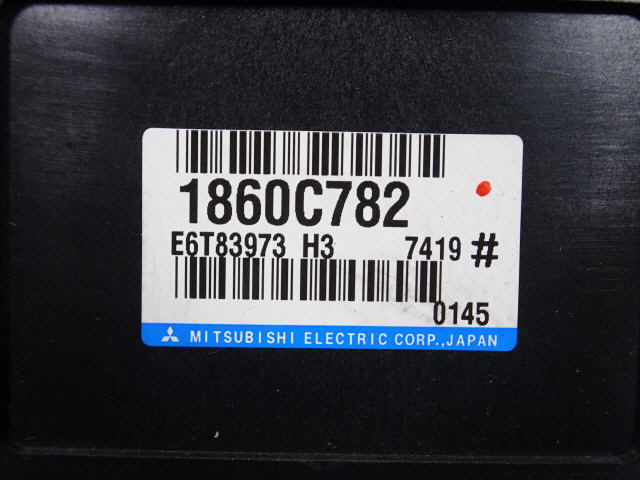 1860C782
E6T83973 H3 7419 #
0145
MITSUBISHI ELECTRIC CORP.,JAPAN